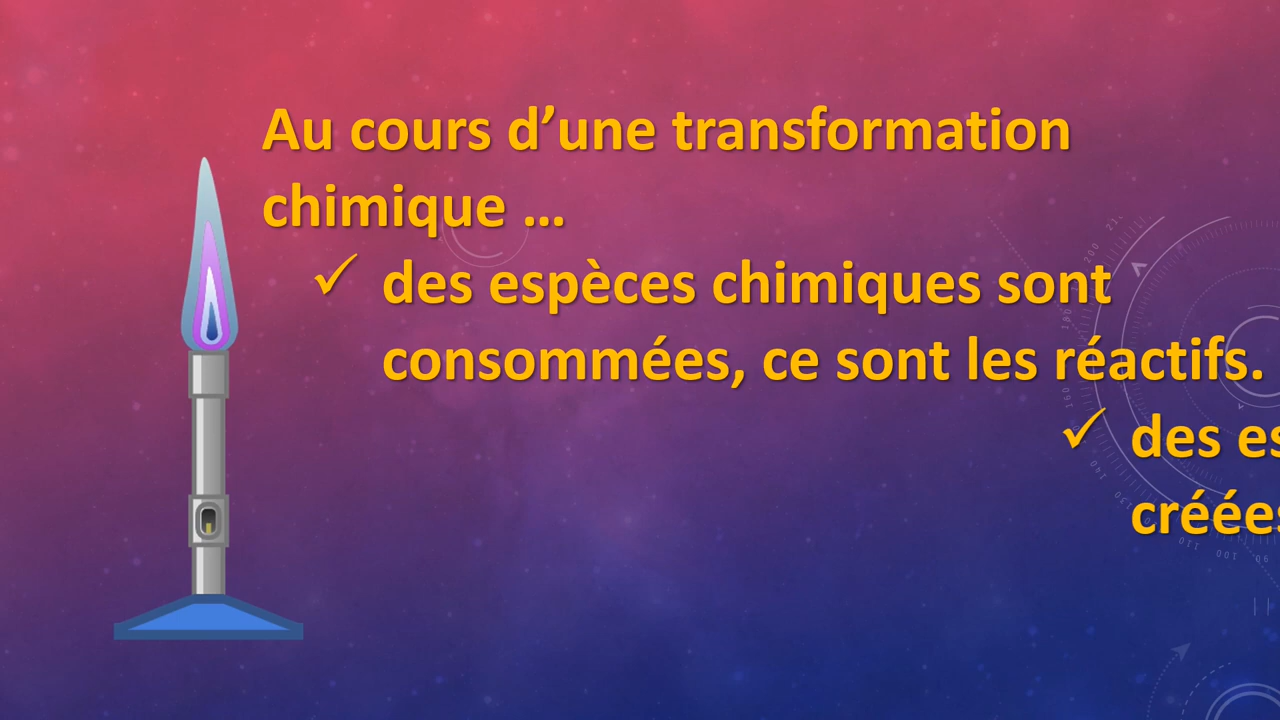 Au cours d’une transformation
chimique ...
✓ des espèces chimiques sont
consommées, ce sont les réactifs.
✓ des es
créées